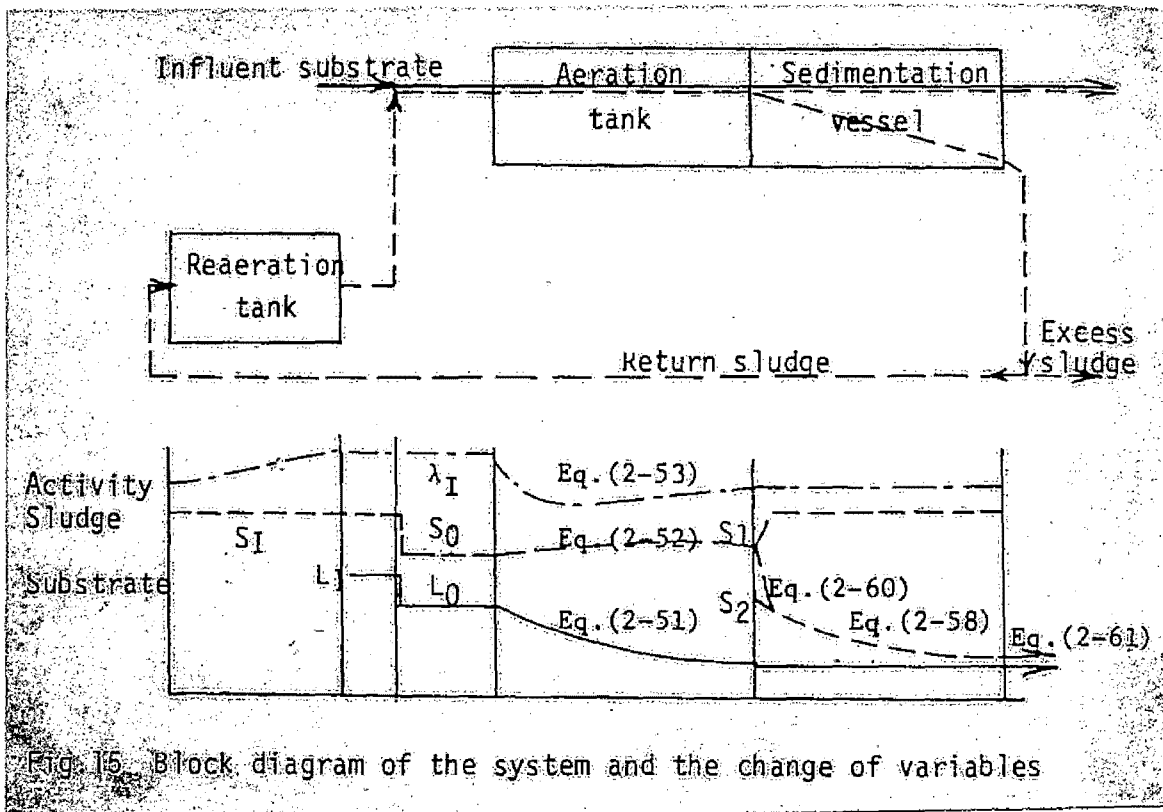 Influent substrate
Aeration
tank
Sedimentation
vessel
Reaeration
tank
Excess
sludge
Return sludge
Activity
Sludge
Substrate
λI
Eq.(2-53)
SI
S0
Eq.(2-52)
S1
LI
L0
Eq.(2-51)
S2
Eq.(2-60)
Eq.(2-58)
Eq.(2-61)
Fig.15 Block diagram of the system and the change of variables